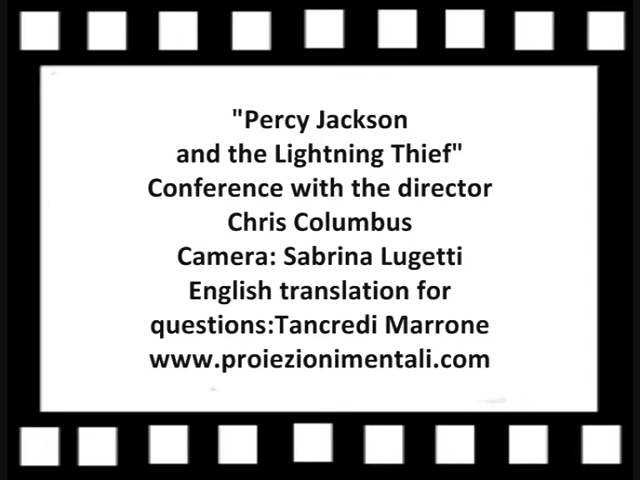 "Percy Jackson
and the Lightning Thief"
Conference with the director
Chris Columbus
Camera: Sabrina Lugetti
English translation for
questions:Tancredi Marrone
www.proiezionimentali.com